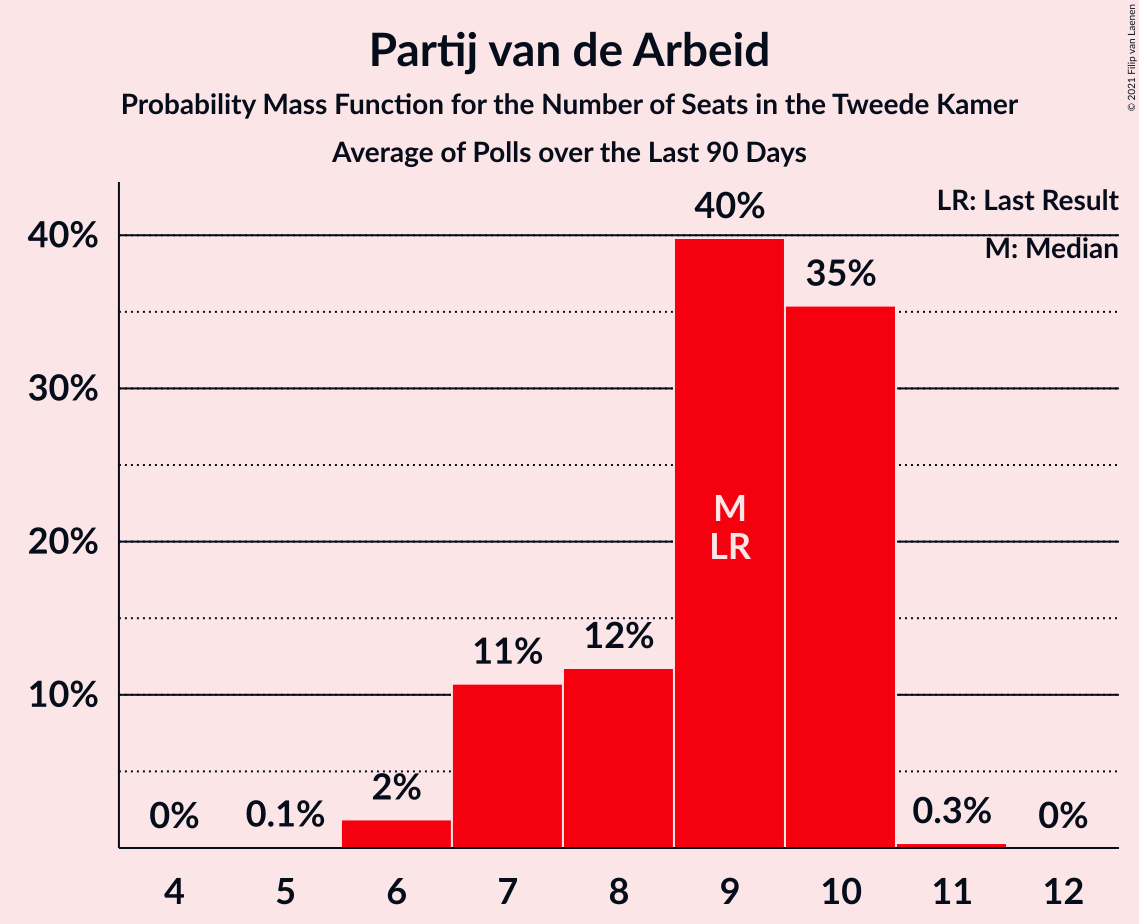 Partij van de Arbeid
Probability Mass Function for the Number of Seats in the Tweede Kamer
Average of Polls over the Last 90 Days
© 2021 Filip van Laenen
LR: Last Result
M: Median
40%
30%
20%
10%
0%
0.1%
2%
11%
12%
40%
35%
0.3%
0%
M
LR
4 5 6 7 8 9 10 11 12